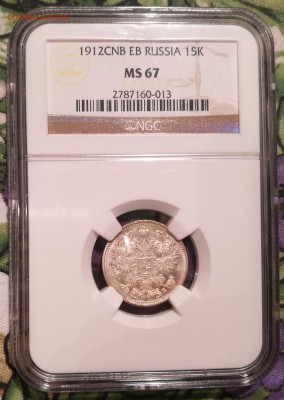 1912CNB EB RUSSIA 15K
MS 67
2787160-013
NGC